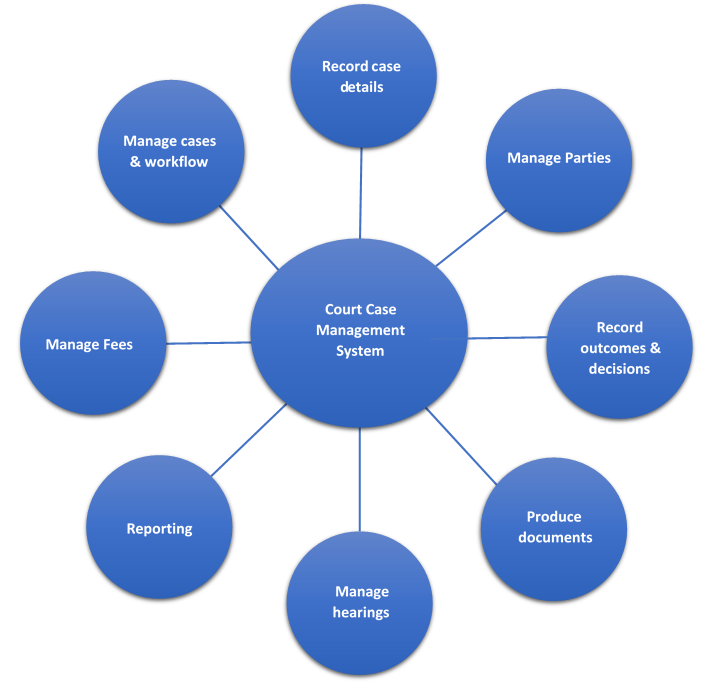 Record case
details
Manage Parties
Record
outcomes &
decisions
Produce
documents
Manage
hearings
Reporting
Manage Fees
Manage cases
& workflow
Court Case
Management
System